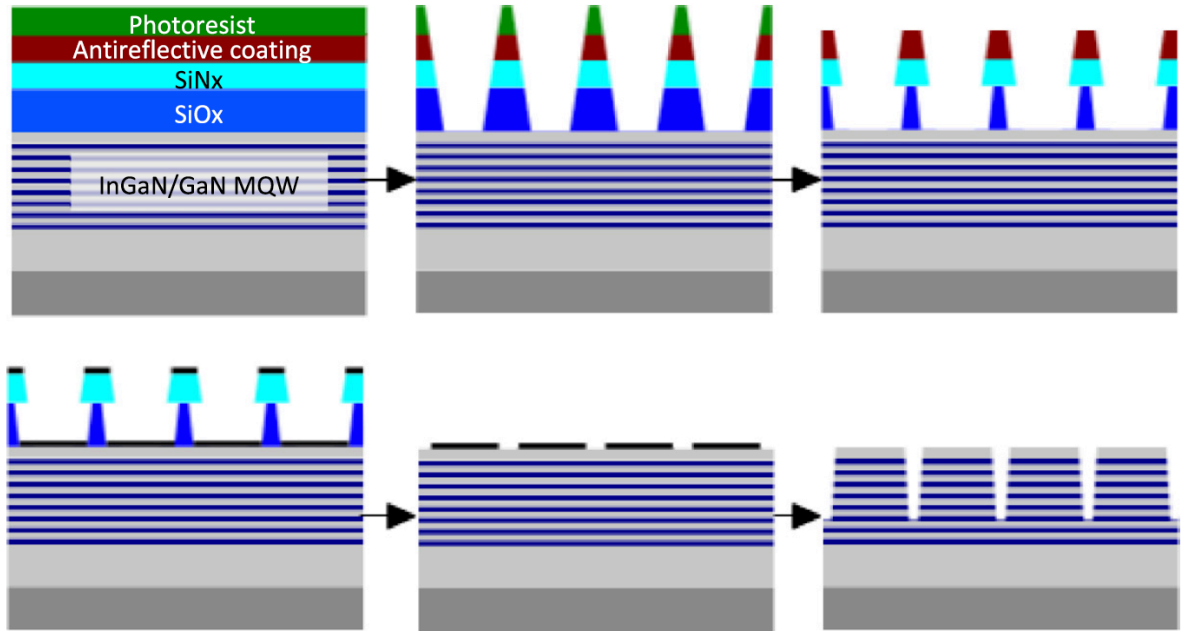 Photoresist
Antireflective coating
SiNx
SiOx
InGaN/GaN MQW